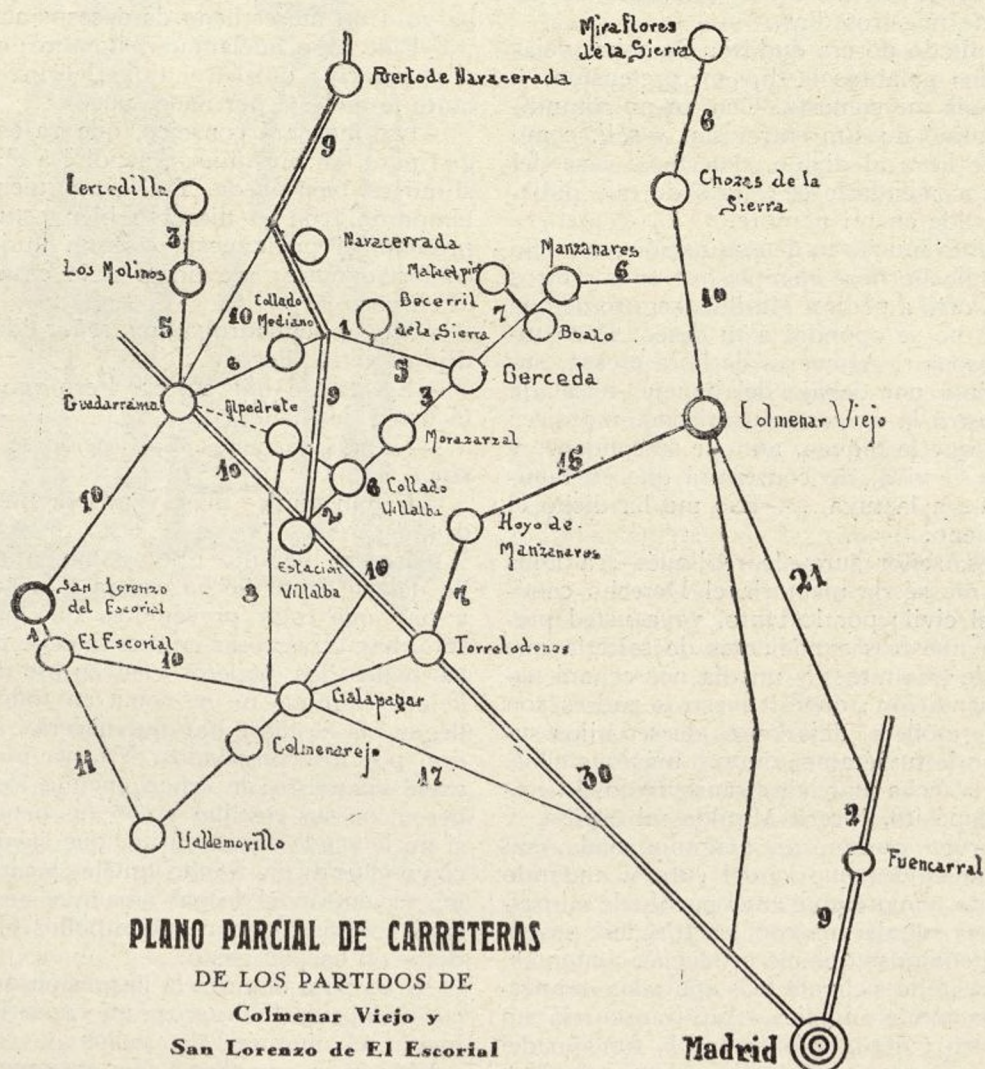 Miraflores
de la Sierra
Puerto de Navacerrada
6
9
Cercedilla
Chozas de la
Sierra
3
Navacerrada
Manzanares
Los Molinos
Mataelpino
6
Collado
Mediano
10
Becerril
de la Sierra
7
Boalo
19
5
1
6
5
Cerceda
Guadarrama
Alpedrete
9
3
Morazarzal
Colmenar Viejo
10
16
10
6
Collado
Villalba
2
Hoyo de
Manzanares
Estación
Villalba
10
21
San Lorenzo
del Escorial
8
7
1
El Escorial
10
Torrelodones
Galapagar
Colmenarejo
11
17
30
2
Valdemorillo
Fuencarral
9
PLANO PARCIAL DE CARRETERAS
DE LOS PARTIDOS DE
Colmenar Viejo y
San Lorenzo de El Escorial
Madrid